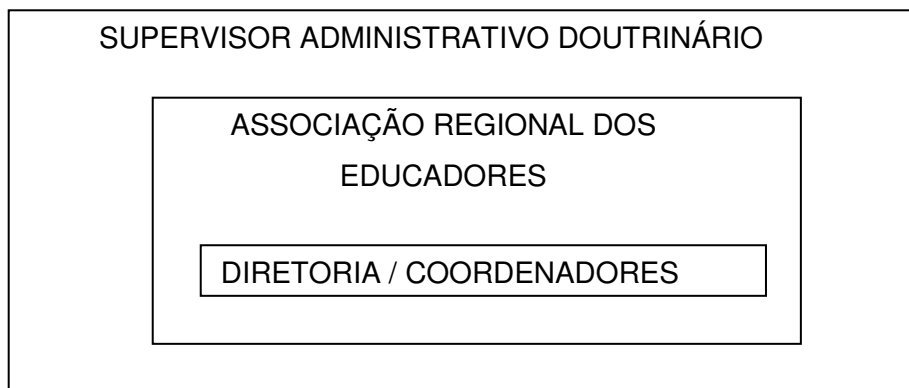 SUPERVISOR ADMINISTRATIVO DOUTRINÁRIO
ASSOCIAÇÃO REGIONAL DOS
EDUCADORES
DIRETORIA / COORDENADORES